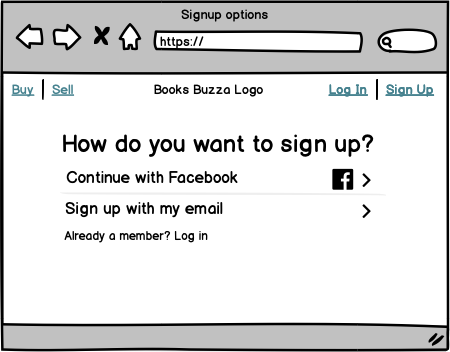 Signup options
https://
Buy Sell Books Buzza Logo Log In Sign Up
How do you want to sign up?
Continue with Facebook f
Sign up with my email
Already a member? Log in